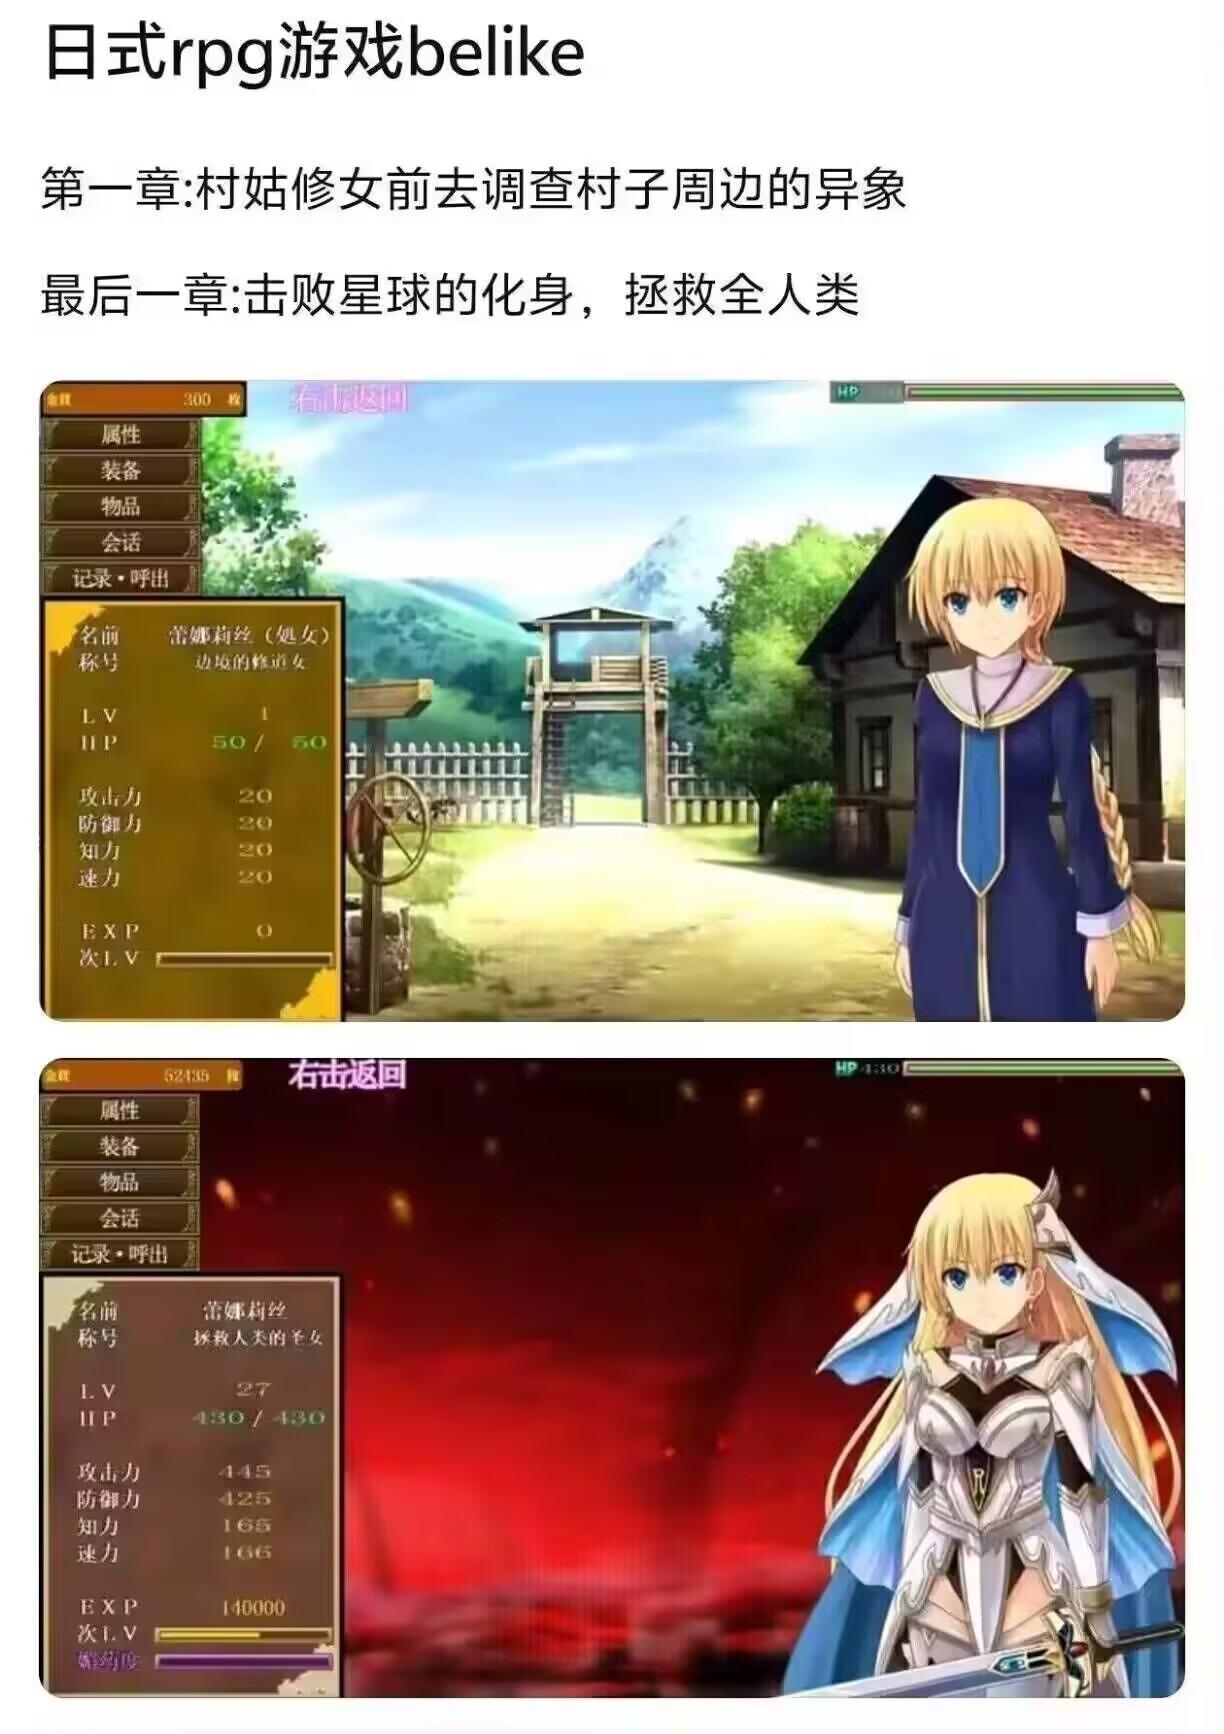 日式rpg游戏belike
第一章:村姑修女前去调查村子周边的异象
最后一章:击败星球的化身，拯救全人类
金貨 300 枚
右击返回
HP
属性
装备
物品
会话
记录・呼出
名前 蕾娜莉丝（処女）
称号 边境的修道女
LV 1
HP 50 / 50
攻击力 20
防御力 20
知力 20
速力 20
EXP 0
次LV
金貨 52435 枚
右击返回
HP 430
属性
装备
物品
会话
记录・呼出
名前 蕾娜莉丝
称号 拯救人类的圣女
LV 27
HP 430 / 430
攻击力 445
防御力 425
知力 165
速力 166
EXP 140000
次LV
R